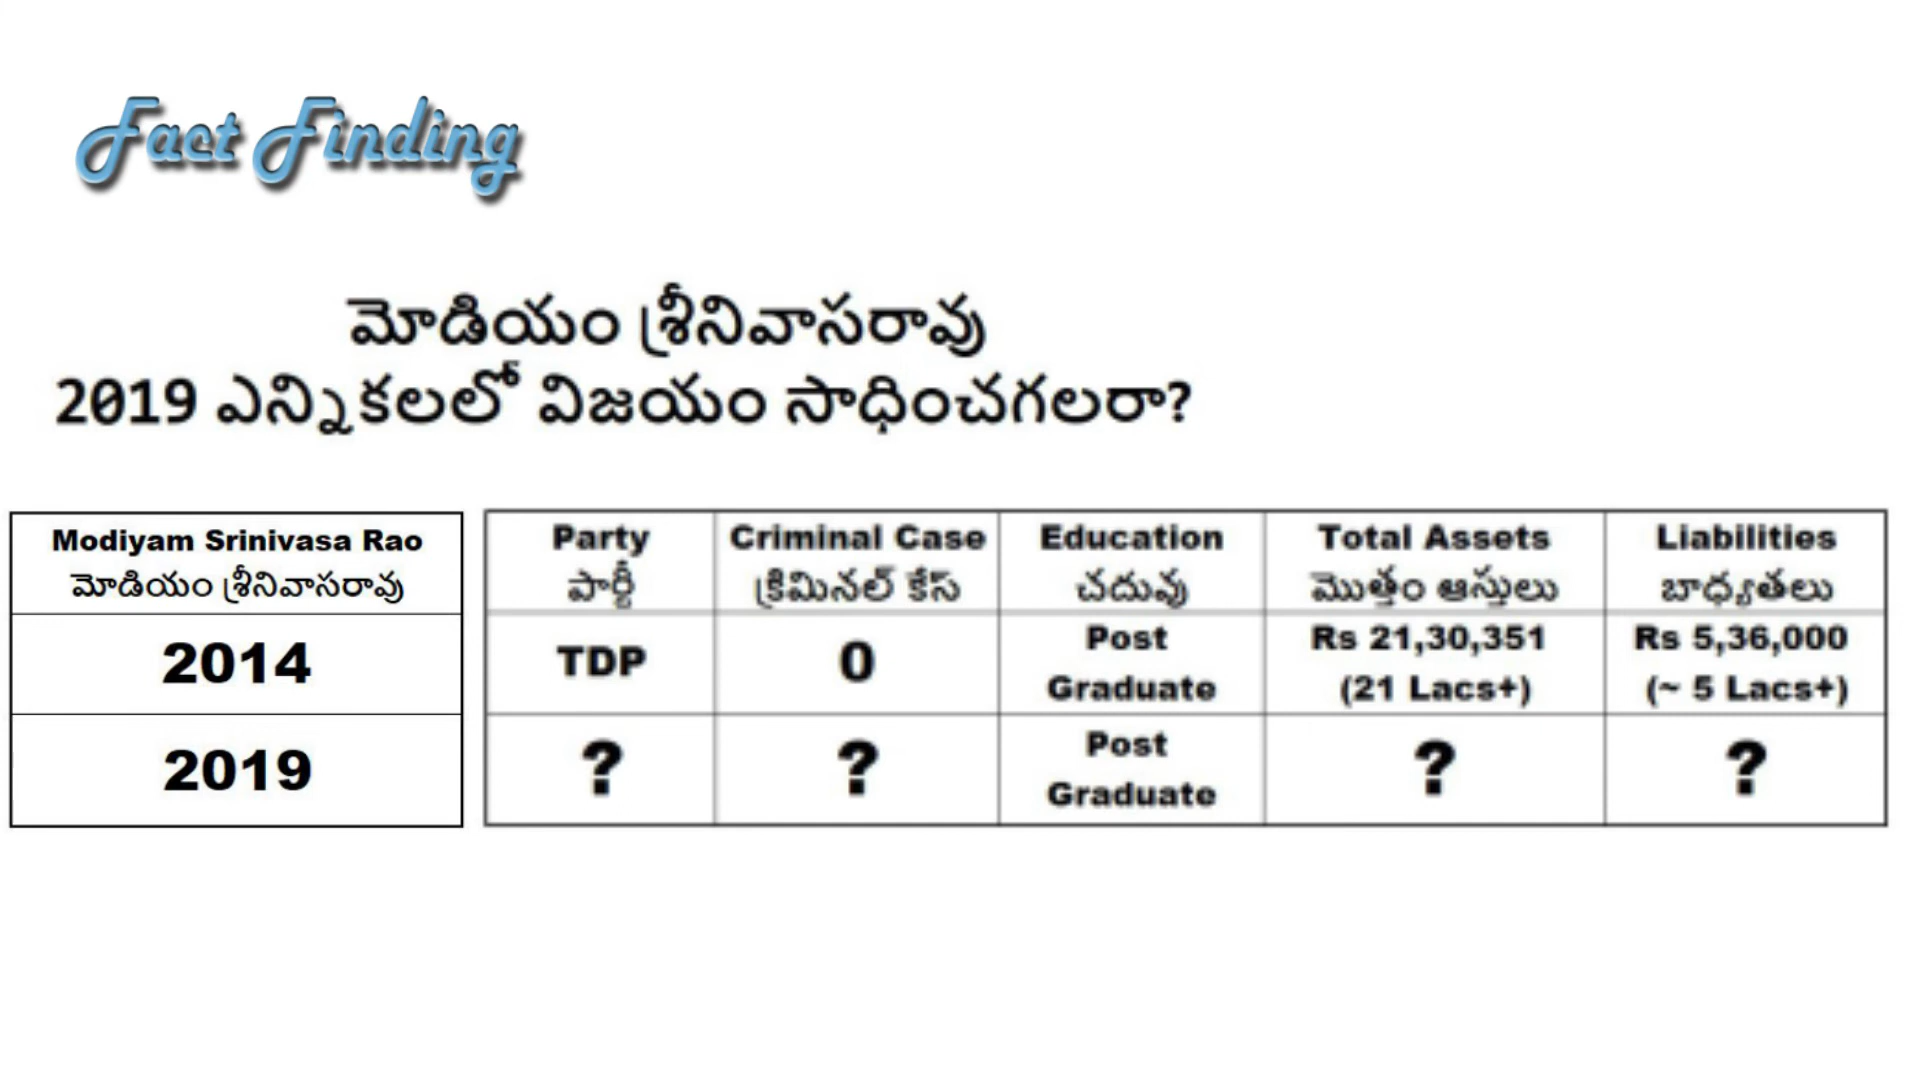 Fact Finding
మోడియం శ్రీనివాసరావు
2019 ఎన్నికలలో విజయం సాధించగలరా?
Modiyam Srinivasa Rao
మోడియం శ్రీనివాసరావు
Party
పార్టీ
Criminal Case
క్రిమినల్ కేస్
Education
చదువు
Total Assets
మొత్తం ఆస్తులు
Liabilities
బాధ్యతలు
2014
TDP
0
Post
Graduate
Rs 21,30,351
(21 Lacs+)
Rs 5,36,000
(~ 5 Lacs+)
2019
?
?
Post
Graduate
?
?